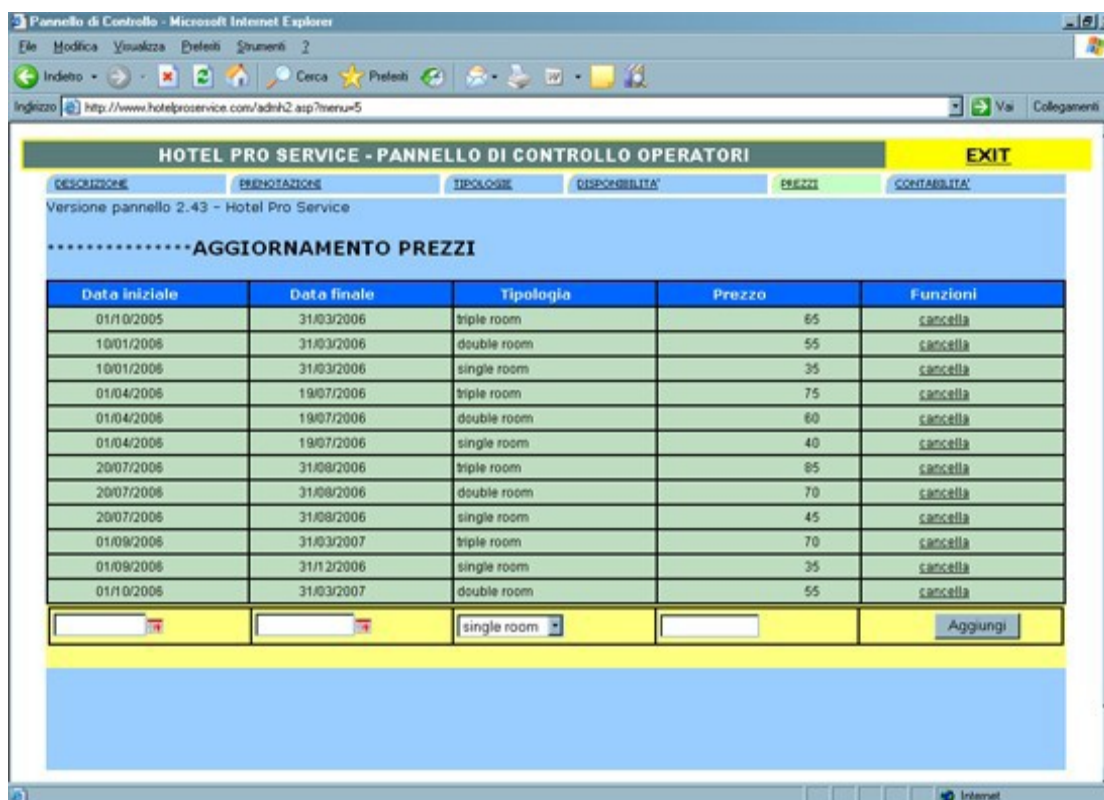 Pannello di Controllo - Microsoft Internet Explorer
File Modifica Visualizza Preferiti Strumenti ?
Indietro Cerca Preferiti
Indirizzo http://www.hotelproservice.com/admh2.asp?menu=5 Vai Collegamenti
HOTEL PRO SERVICE - PANNELLO DI CONTROLLO OPERATORI EXIT
DESCRIZIONE PRENOTAZIONI TIPOLOGIE DISPONIBILITA' PREZZI CONTABILITA'
Versione pannello 2.43 - Hotel Pro Service
***************AGGIORNAMENTO PREZZI
Data iniziale Data finale Tipologia Prezzo Funzioni
01/10/2005 31/03/2006 triple room 65 cancella
10/01/2006 31/03/2006 double room 55 cancella
10/01/2006 31/03/2006 single room 35 cancella
01/04/2006 19/07/2006 triple room 75 cancella
01/04/2006 19/07/2006 double room 60 cancella
01/04/2006 19/07/2006 single room 40 cancella
20/07/2006 31/08/2006 triple room 85 cancella
20/07/2006 31/08/2006 double room 70 cancella
20/07/2006 31/08/2006 single room 45 cancella
01/09/2006 31/03/2007 triple room 70 cancella
01/09/2006 31/12/2006 single room 35 cancella
01/10/2006 31/03/2007 double room 55 cancella
single room Aggiungi
Internet